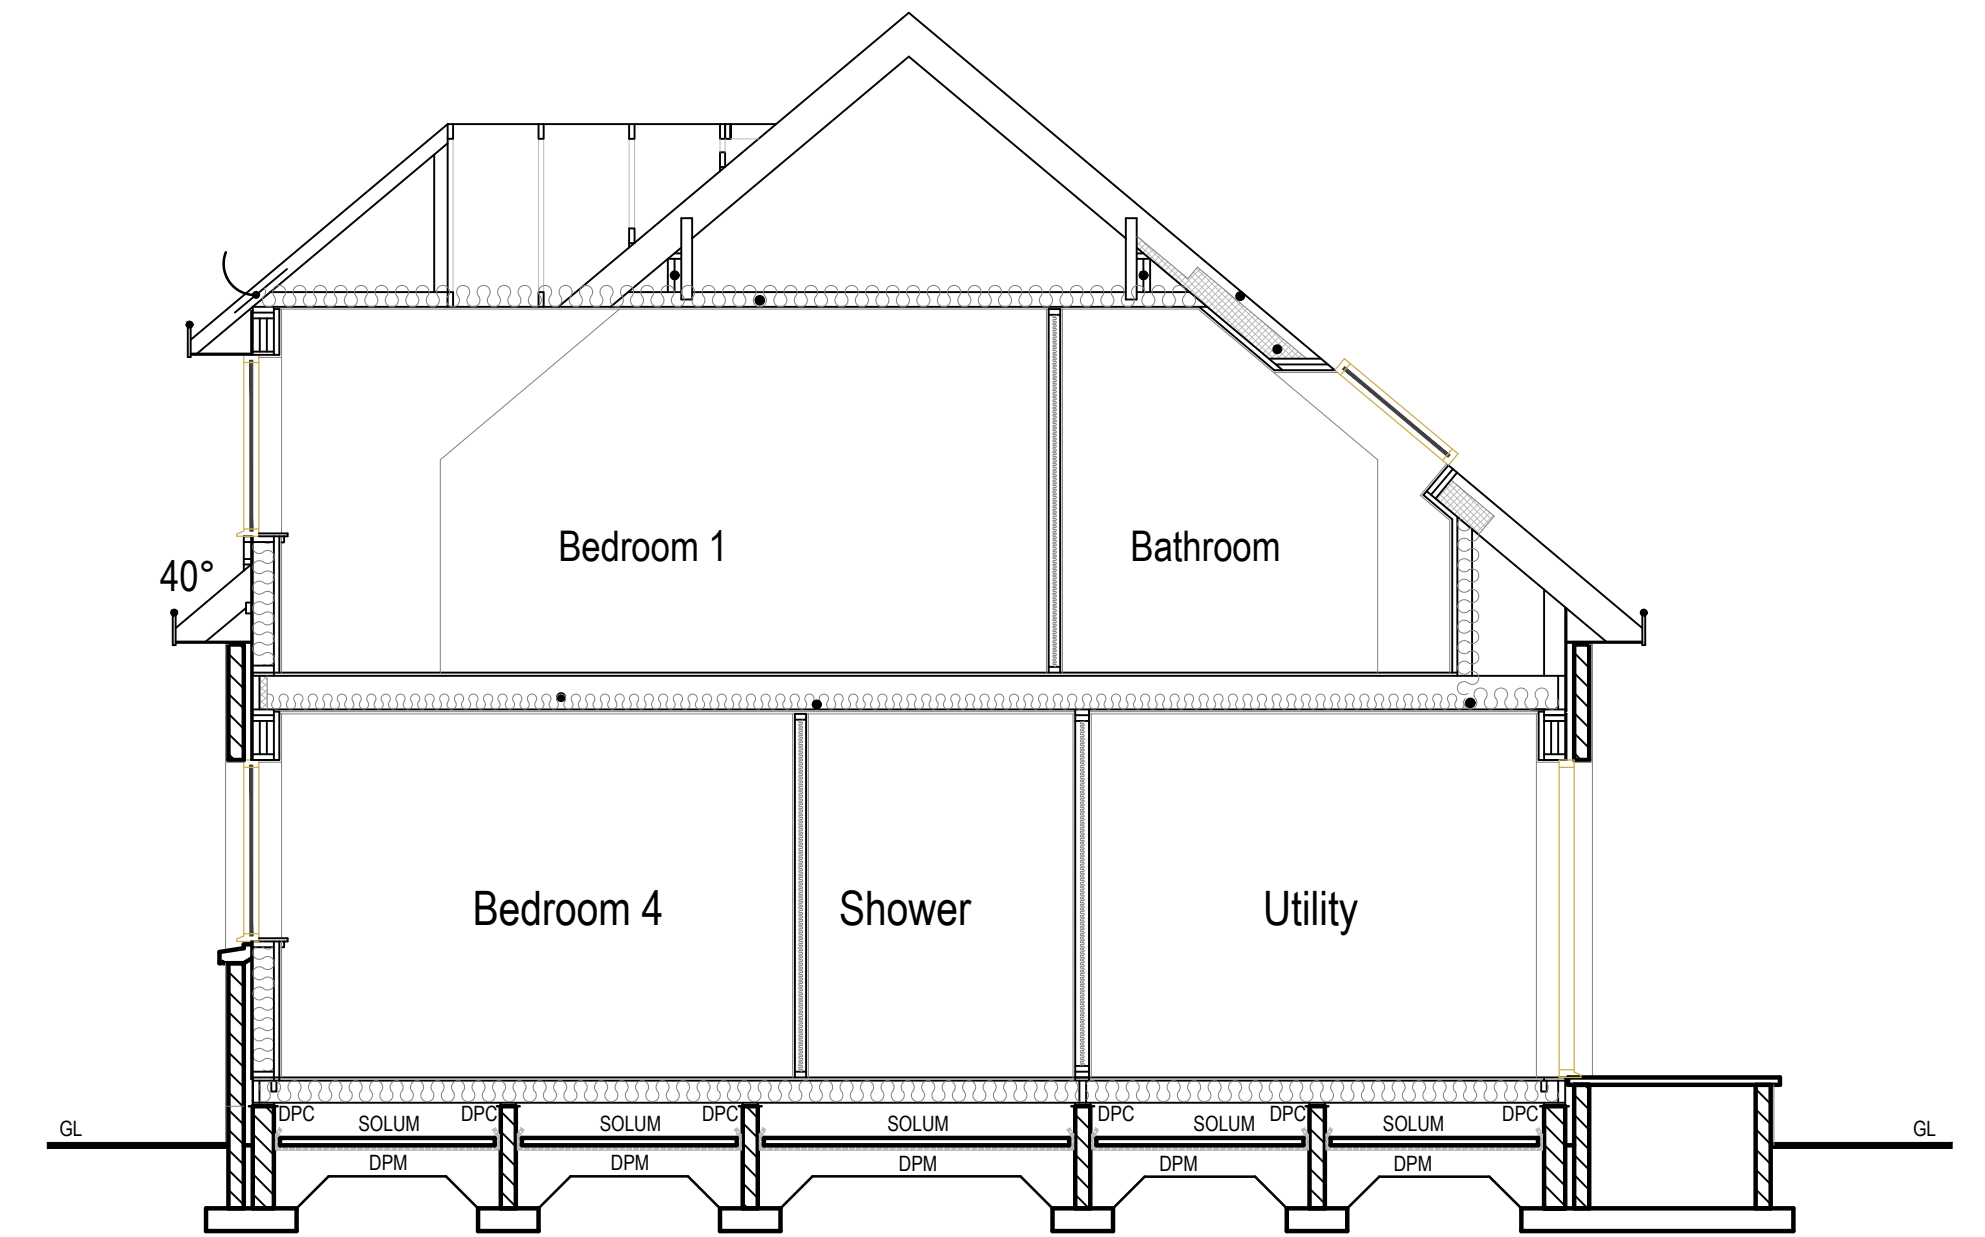 Bedroom 1
Bathroom
40°
Bedroom 4
Shower
Utility
DPC
DPC
DPC
DPC
DPC
DPC
SOLUM
SOLUM
SOLUM
SOLUM
SOLUM
GL
GL
DPM
DPM
DPM
DPM
DPM